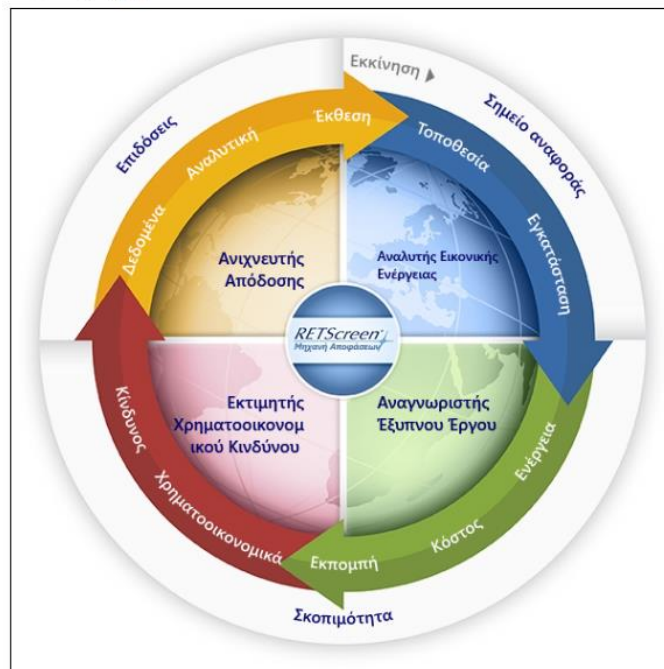 Εκκίνηση
Σημείο αναφοράς
Τοποθεσία
Εγκατάσταση
Αναλυτής Εικονικής
Ενέργειας
Ενέργεια
Κόστος
Εκπομπή
Αναγνωριστής
Έξυπνου Έργου
Σκοπιμότητα
Χρηματοοικονομικά
Κίνδυνος
Εκτιμητής
Χρηματοοικονομ
ικού Κινδύνου
Επιδόσεις
Δεδομένα
Αναλυτική
Έκθεση
Ανιχνευτής
Απόδοσης
RETScreen
Μηχανή Αποφάσεων